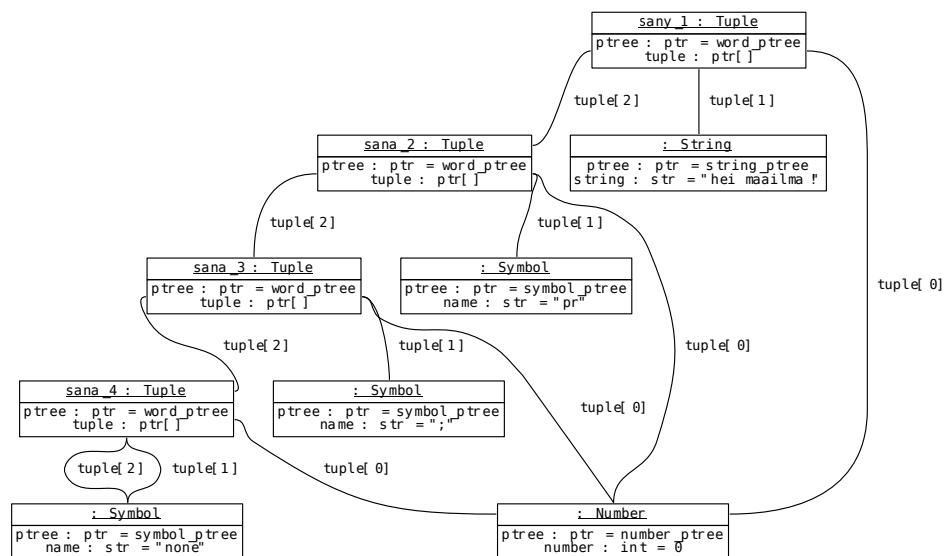 sany_1 : Tuple
ptree : ptr = word_ptree
tuple : ptr[ ]
tuple[ 2]
tuple[ 1]
sana_2 : Tuple
ptree : ptr = word_ptree
tuple : ptr[ ]
: String
ptree : ptr = string_ptree
string : str = "hei maailma !"
tuple[ 2]
tuple[ 1]
sana_3 : Tuple
ptree : ptr = word_ptree
tuple : ptr[ ]
: Symbol
ptree : ptr = symbol_ptree
name : str = "pr"
tuple[ 0]
tuple[ 2]
tuple[ 1]
tuple[ 0]
sana_4 : Tuple
ptree : ptr = word_ptree
tuple : ptr[ ]
: Symbol
ptree : ptr = symbol_ptree
name : str = ";"
tuple[ 0]
tuple[ 2]
tuple[ 1]
tuple[ 0]
: Symbol
ptree : ptr = symbol_ptree
name : str = "none"
: Number
ptree : ptr = number_ptree
number : int = 0